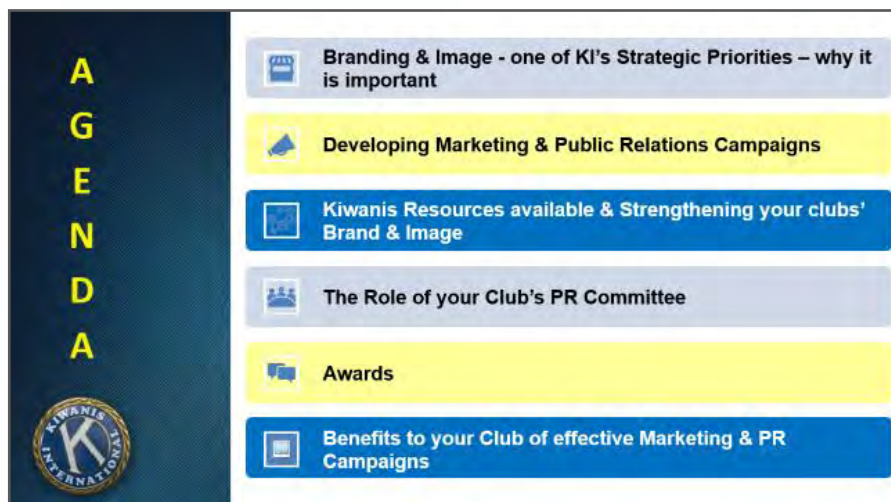 AGENDA
Branding & Image - one of KI’s Strategic Priorities – why it
is important
Developing Marketing & Public Relations Campaigns
Kiwanis Resources available & Strengthening your clubs’
Brand & Image
The Role of your Club’s PR Committee
Awards
Benefits to your Club of effective Marketing & PR
Campaigns
KIWANIS
K
INTERNATIONAL